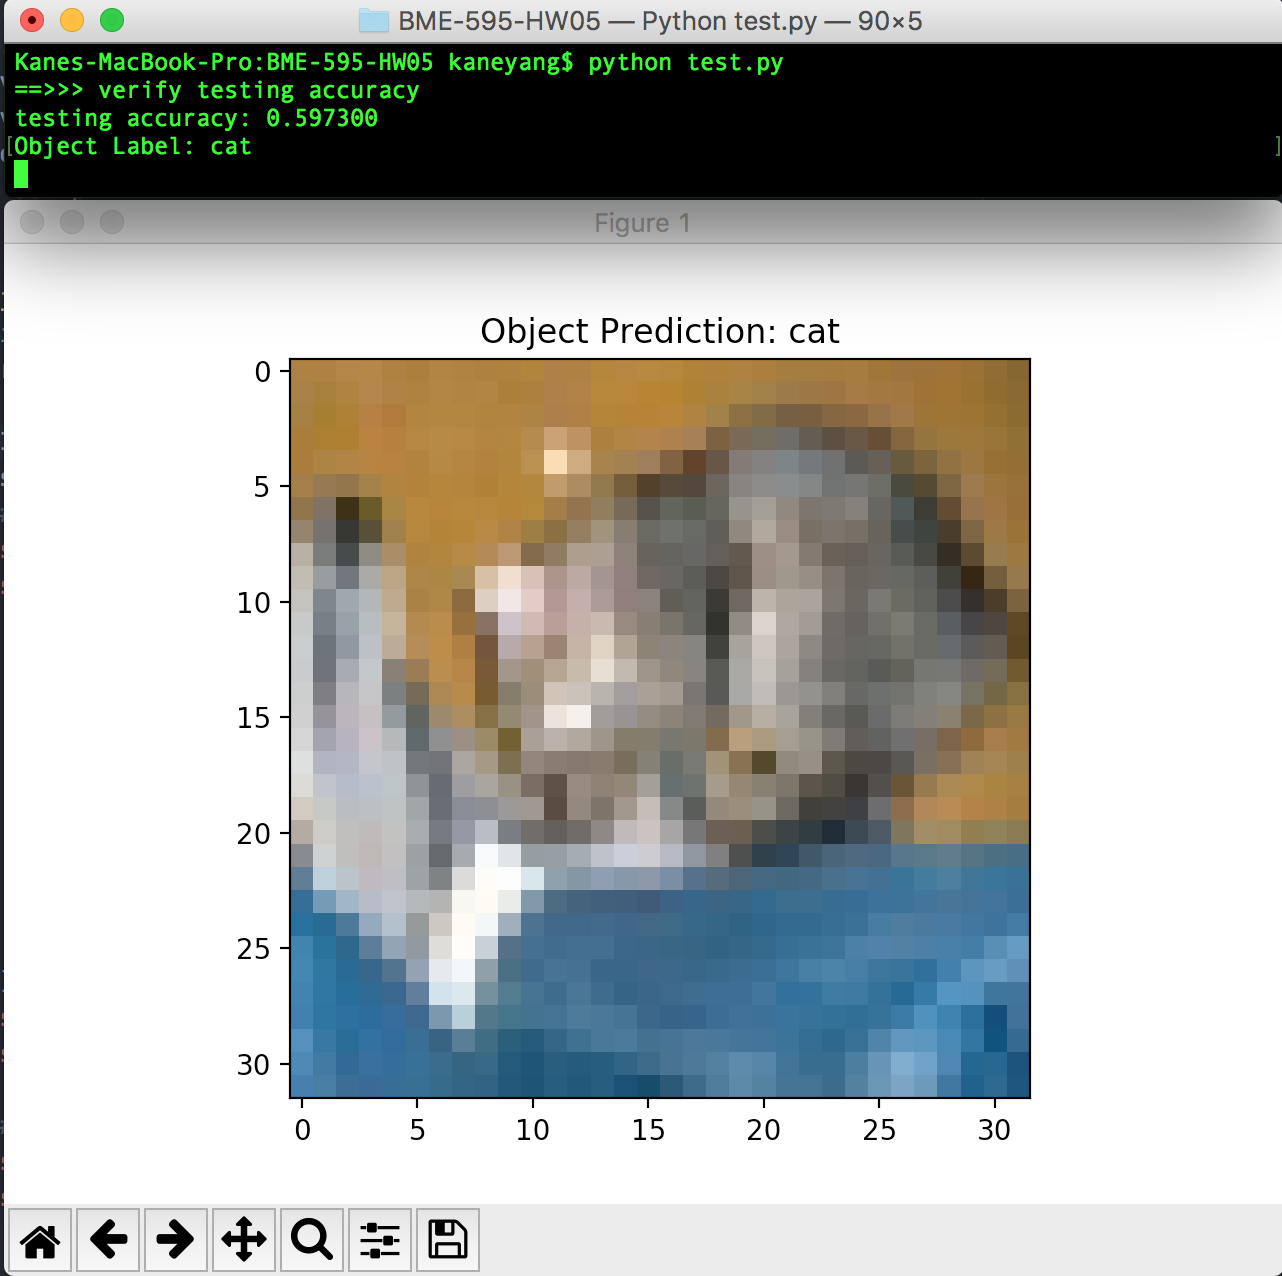 BME-595-HW05 — Python test.py — 90×5
Kanes-MacBook-Pro:BME-595-HW05 kaneyang$ python test.py
==>>> verify testing accuracy
testing accuracy: 0.597300
[Object Label: cat ]
Figure 1
Object Prediction: cat
0
5
10
15
20
25
30
0 5 10 15 20 25 30